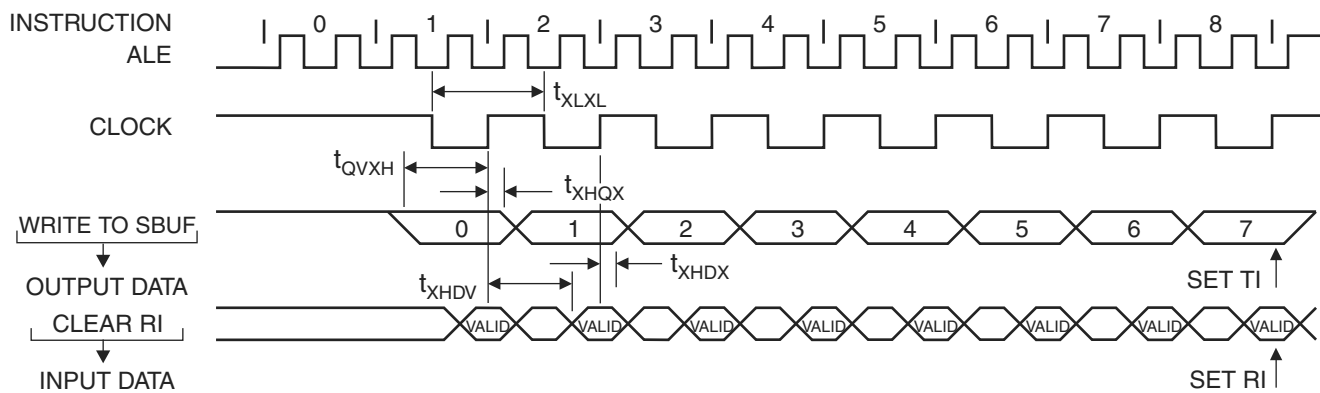 INSTRUCTION 0 1 2 3 4 5 6 7 8
ALE
tXLXL
CLOCK
tQVXH
tXHQX
WRITE TO SBUF 0 1 2 3 4 5 6 7
tXHDX
OUTPUT DATA
tXHDV
SET TI
CLEAR RI VALID VALID VALID VALID VALID VALID VALID VALID
INPUT DATA
SET RI